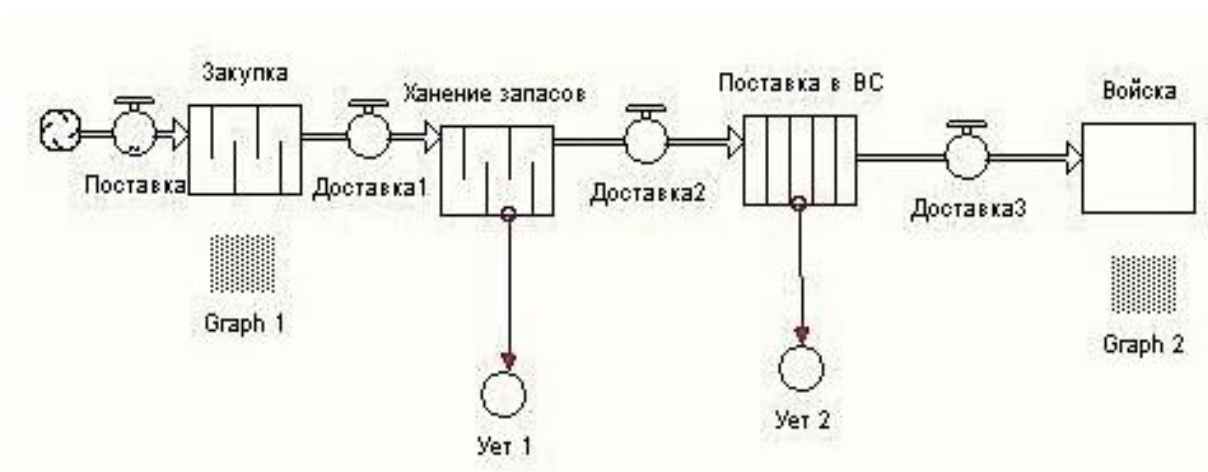 Закупка
Ханение запасов
Поставка в ВС
Войска
Поставка
Доставка1
Доставка2
Доставка3
Graph 1
Graph 2
Ует 1
Ует 2